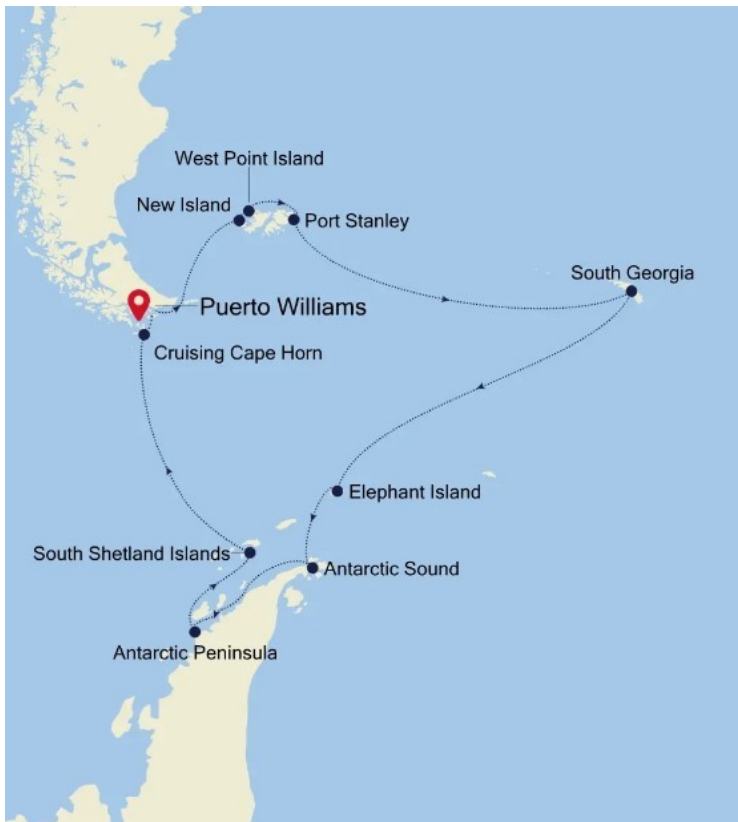 West Point Island
New Island
Port Stanley
South Georgia
Puerto Williams
Cruising Cape Horn
Elephant Island
South Shetland Islands
Antarctic Sound
Antarctic Peninsula